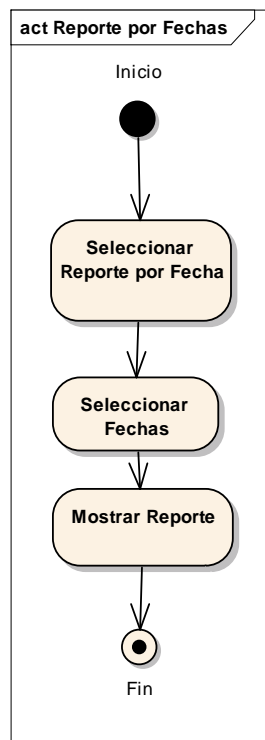 act Reporte por Fechas
Inicio
Seleccionar
Reporte por Fecha
Seleccionar
Fechas
Mostrar Reporte
Fin